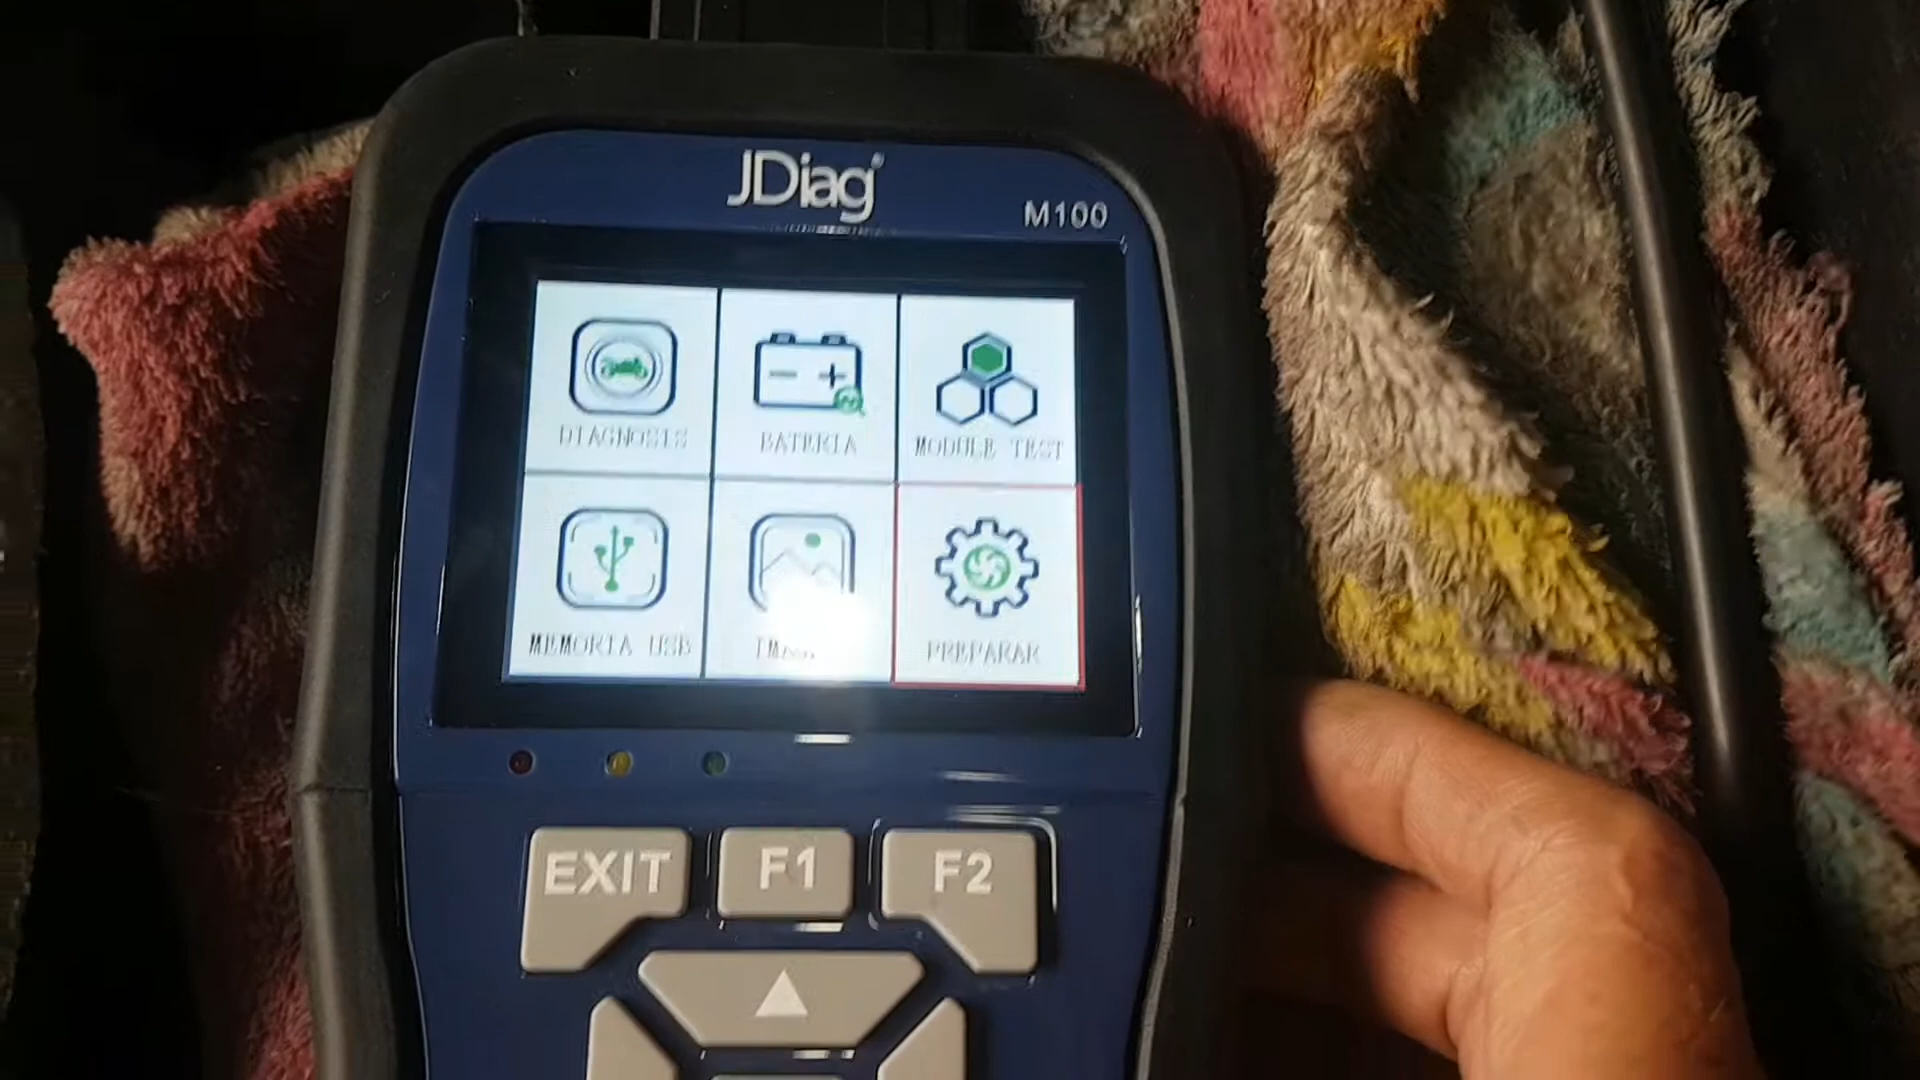 JDiag
M100
DIAGNOSIS BATERIA MODULE TEST
MEMORIA USB PREPARAR
EXIT F1 F2